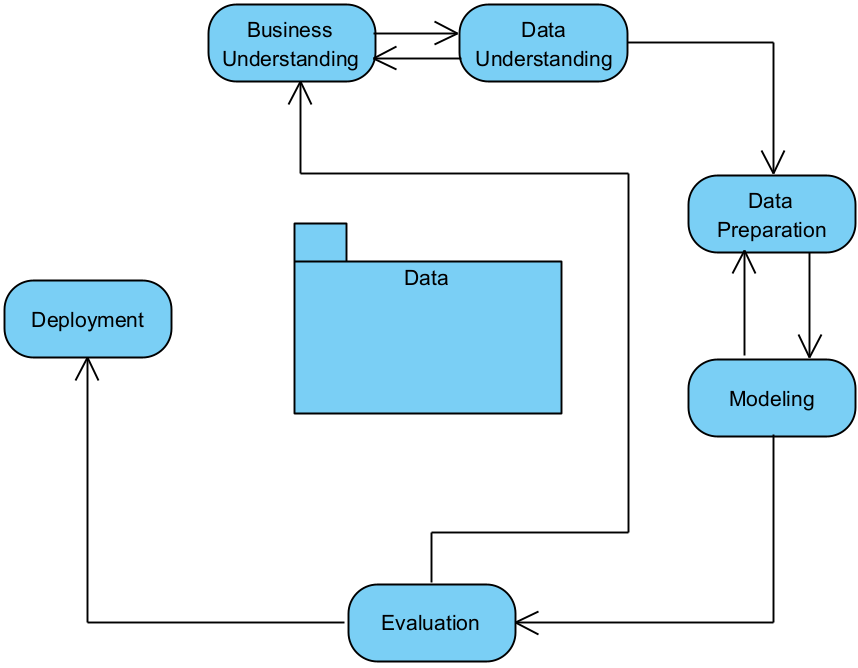 Business
Understanding
Data
Understanding
Data
Preparation
Data
Deployment
Modeling
Evaluation